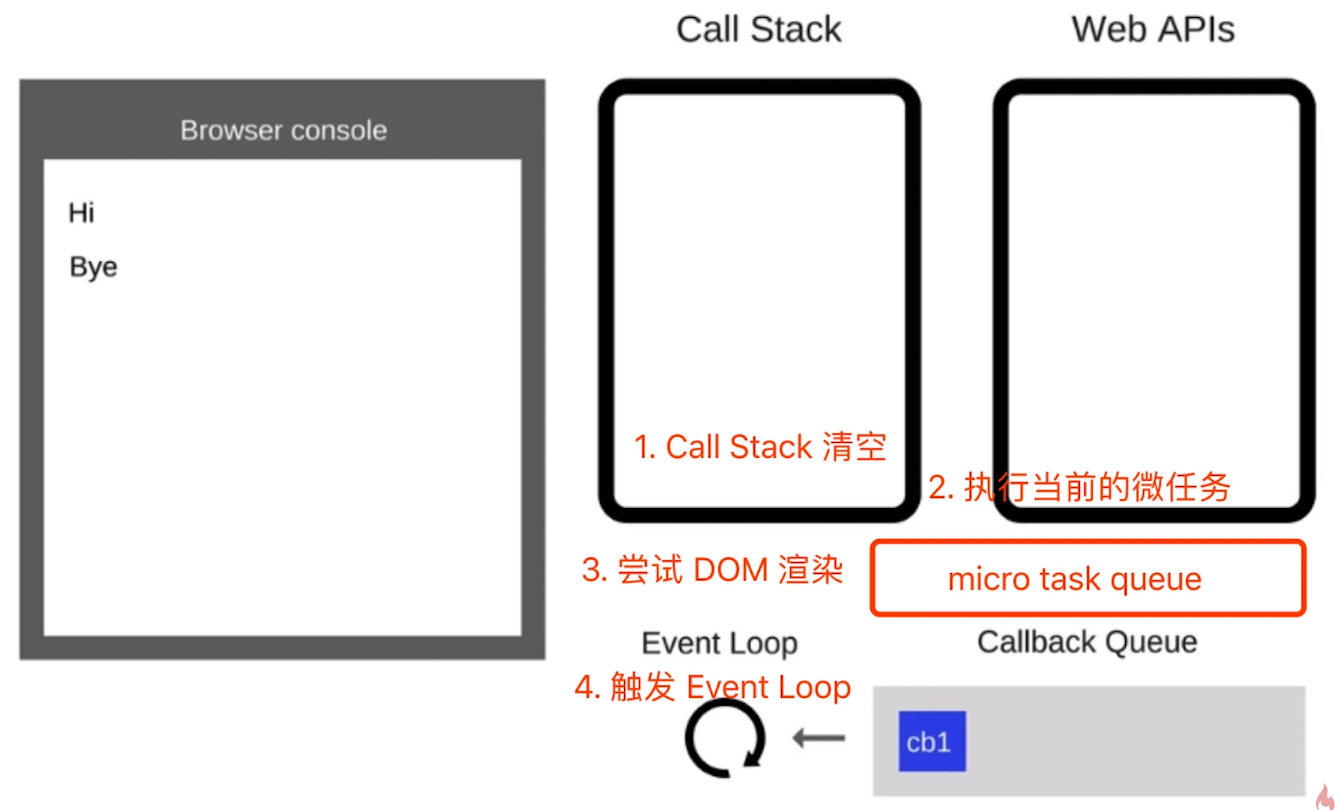 Call Stack
Web APIs
Browser console
Hi
Bye
1. Call Stack 清空
2. 执行当前的微任务
3. 尝试 DOM 渲染
micro task queue
Event Loop
Callback Queue
4. 触发 Event Loop
cb1